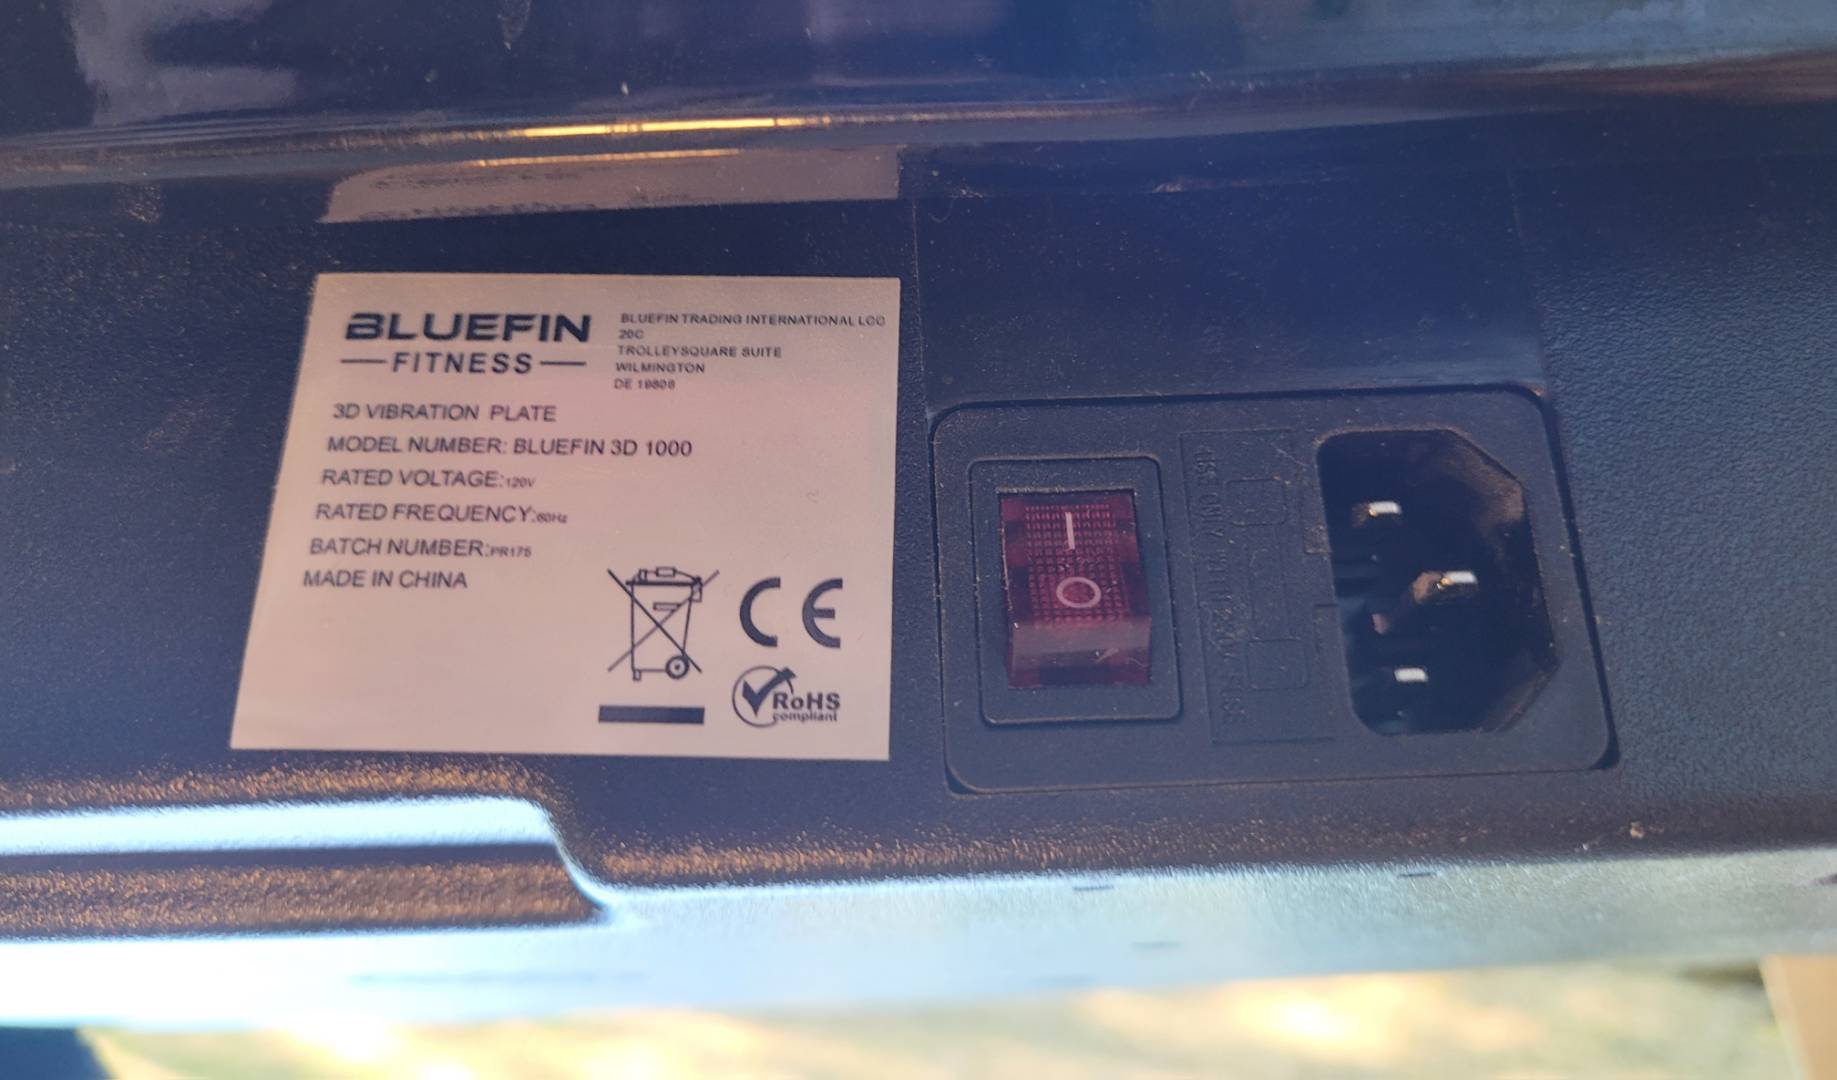 BLUEFIN
FITNESS
BLUEFIN TRADING INTERNATIONAL LCC
20C
TROLLEYSQUARE SUITE
WILMINGTON
DE 19806
3D VIBRATION PLATE
MODEL NUMBER: BLUEFIN 3D 1000
RATED VOLTAGE:120V
RATED FREQUENCY:60Hz
BATCH NUMBER:PR175
MADE IN CHINA
CE
RoHS
compliant
I
O